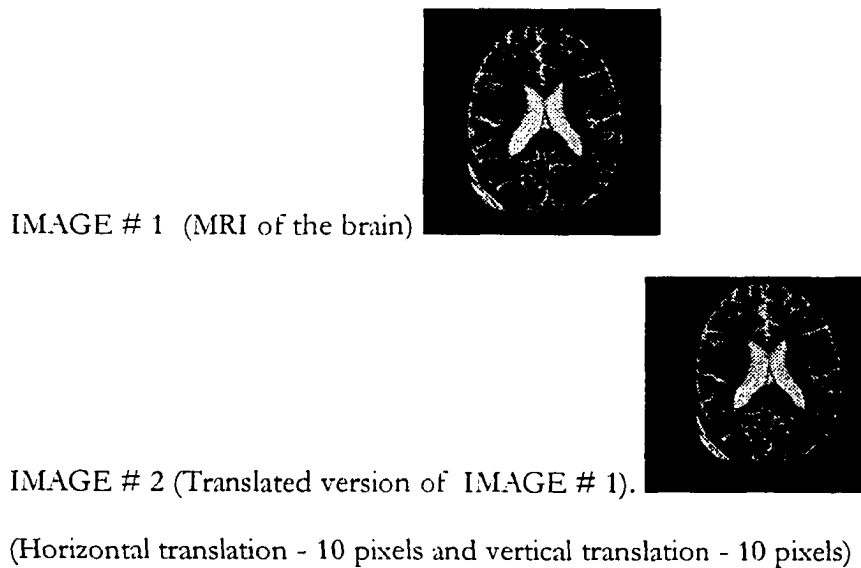 IMAGE # 1 (MRI of the brain)
IMAGE # 2 (Translated version of IMAGE # 1).
(Horizontal translation - 10 pixels and vertical translation - 10 pixels)